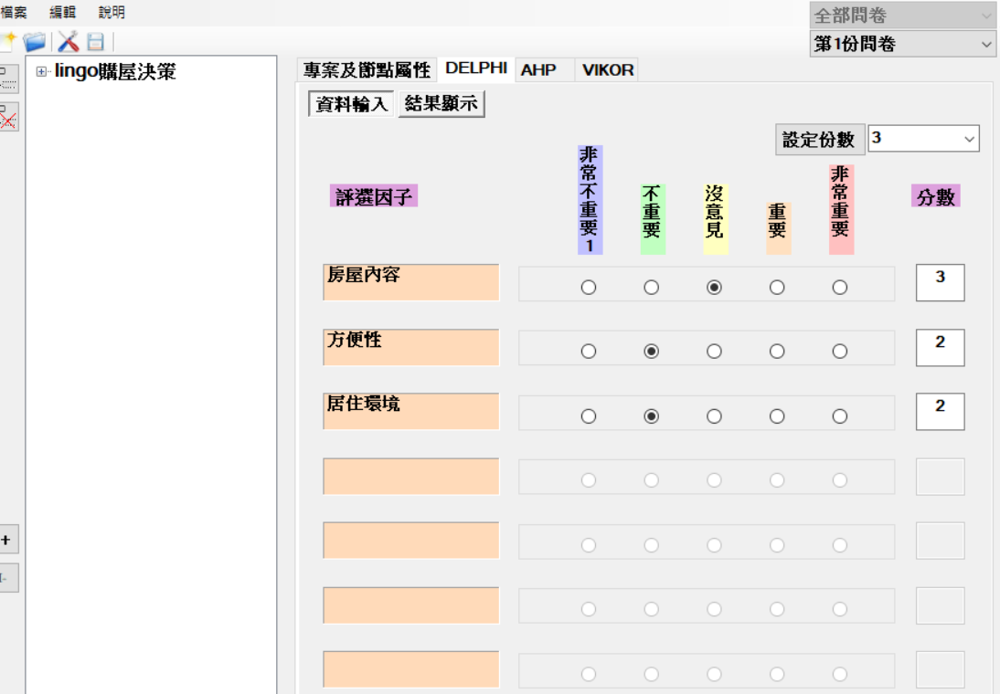 檔案 編輯 說明
全部問卷
第1份問卷
lingo購屋決策
專案及節點屬性 DELPHI AHP VIKOR
資料輸入 結果顯示
設定份數 3
評選因子
非常不重要1
不重要
沒意見
重要
非常重要
分數
房屋內容 3
方便性 2
居住環境 2
+